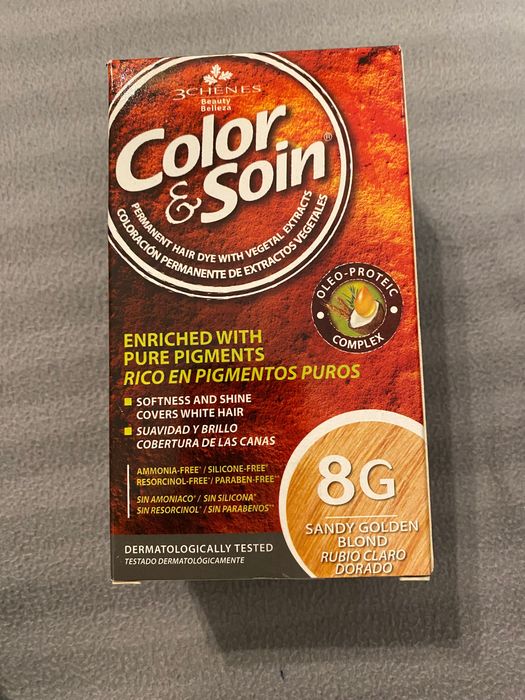 3CHÊNES
Beauty
Belleza
Color
& Soin®
PERMANENT HAIR DYE WITH VEGETAL EXTRACTS
COLORACIÓN PERMANENTE DE EXTRACTOS VEGETALES
OLEO-PROTEIC
COMPLEX
ENRICHED WITH
PURE PIGMENTS
RICO EN PIGMENTOS PUROS
SOFTNESS AND SHINE
COVERS WHITE HAIR
SUAVIDAD Y BRILLO
COBERTURA DE LAS CANAS
AMMONIA-FREE* / SILICONE-FREE*
RESORCINOL-FREE* / PARABEN-FREE**
SIN AMONIACO* / SIN SILICONA*
SIN RESORCINOL* / SIN PARABENOS**
8G
SANDY GOLDEN
BLOND
RUBIO CLARO
DORADO
DERMATOLOGICALLY TESTED
TESTADO DERMATOLÓGICAMENTE